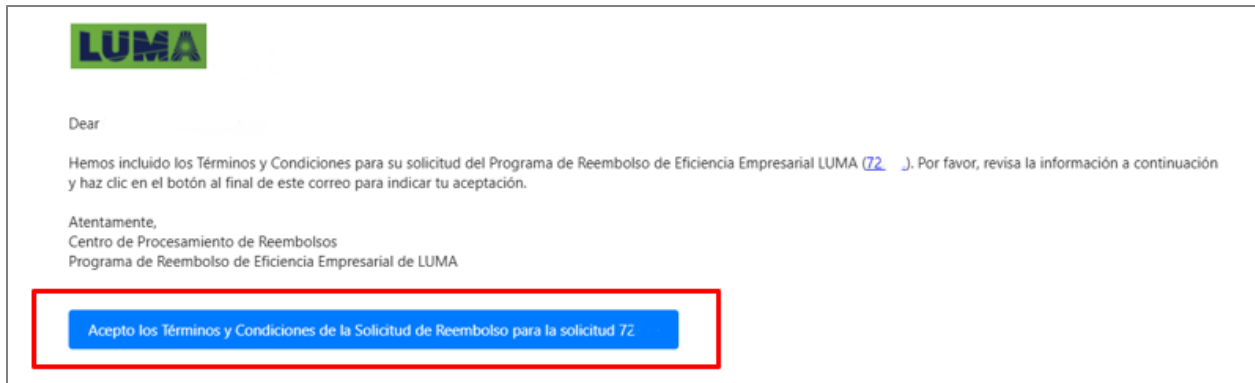 LUMA
Dear
Hemos incluido los Términos y Condiciones para su solicitud del Programa de Reembolso de Eficiencia Empresarial LUMA (72 ). Por favor, revisa la información a continuación
y haz clic en el botón al final de este correo para indicar tu aceptación.
Atentamente,
Centro de Procesamiento de Reembolsos
Programa de Reembolso de Eficiencia Empresarial de LUMA
Acepto los Términos y Condiciones de la Solicitud de Reembolso para la solicitud 72